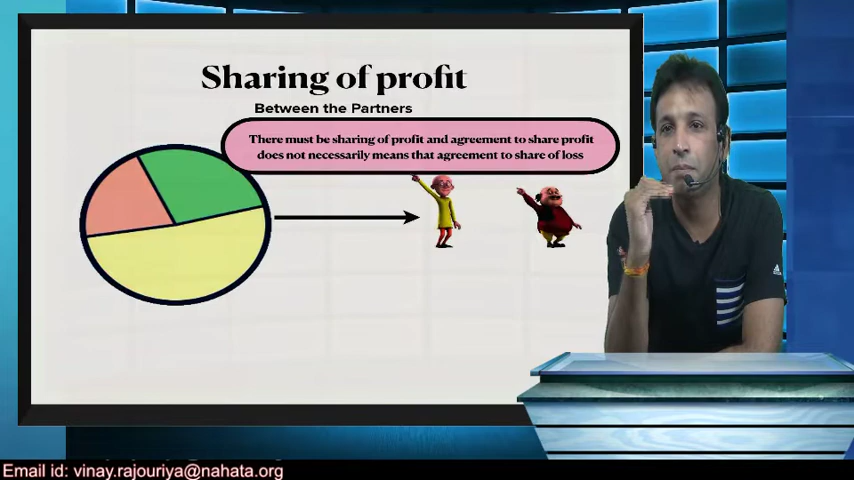 Sharing of profit
Between the Partners
There must be sharing of profit and agreement to share profit
does not necessarily means that agreement to share of loss
Email id: vinay.rajouriya@nahata.org